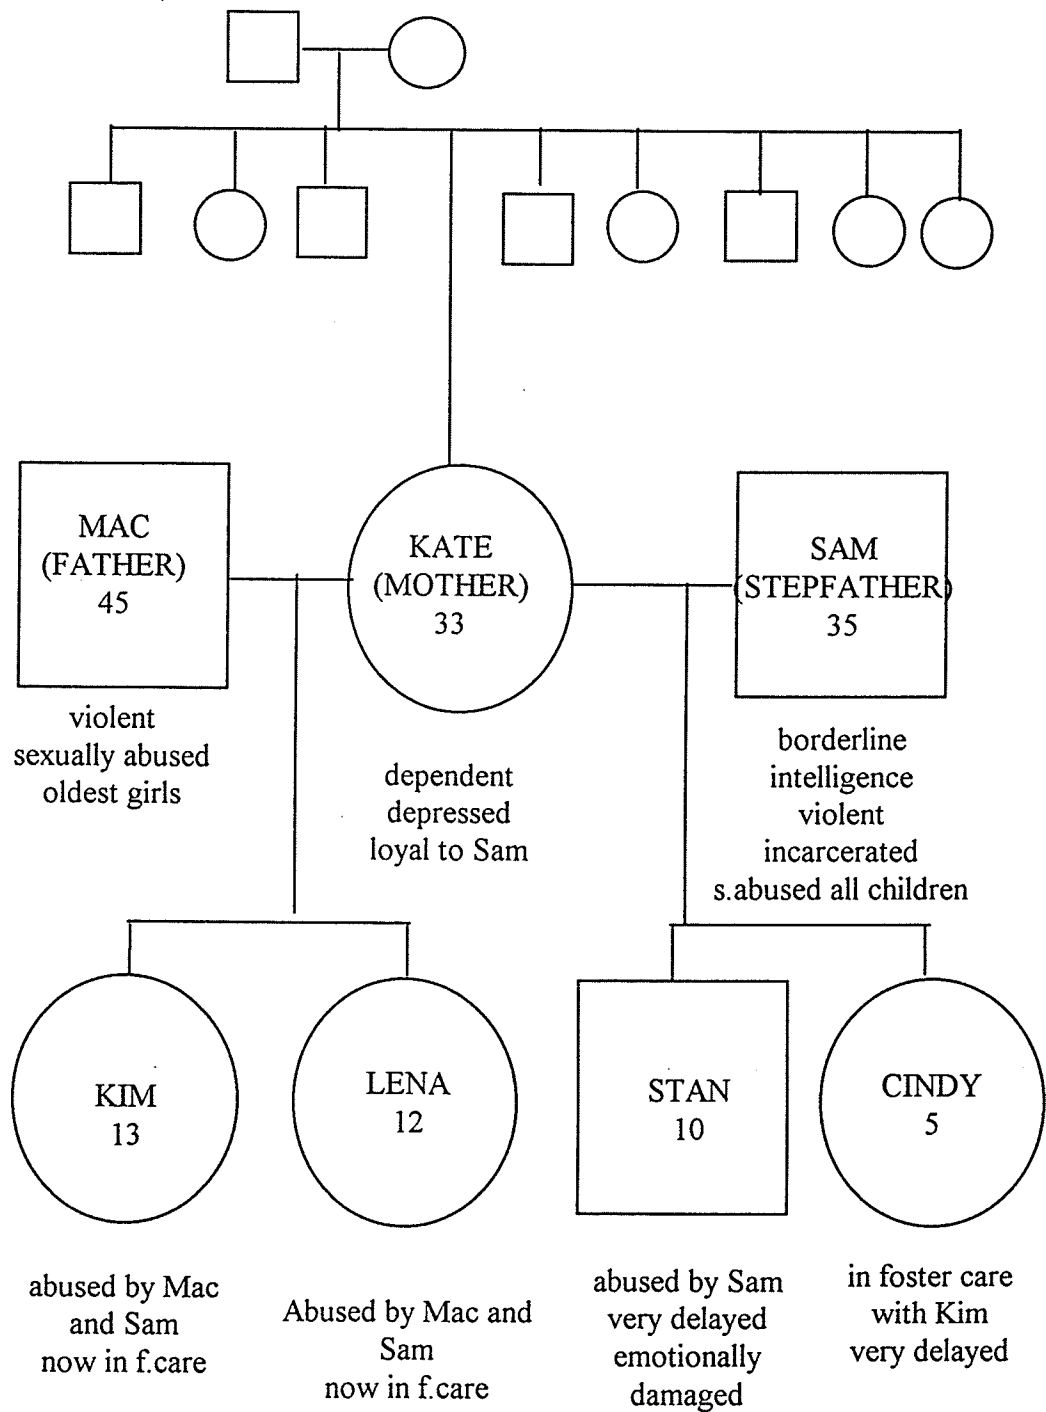 MAC
(FATHER)
45
KATE
(MOTHER)
33
SAM
(STEPFATHER)
35
violent
sexually abused
oldest girls
dependent
depressed
loyal to Sam
borderline
intelligence
violent
incarcerated
s.abused all children
KIM
13
LENA
12
STAN
10
CINDY
5
abused by Mac
and Sam
now in f.care
Abused by Mac and
Sam
now in f.care
abused by Sam
very delayed
emotionally
damaged
in foster care
with Kim
very delayed